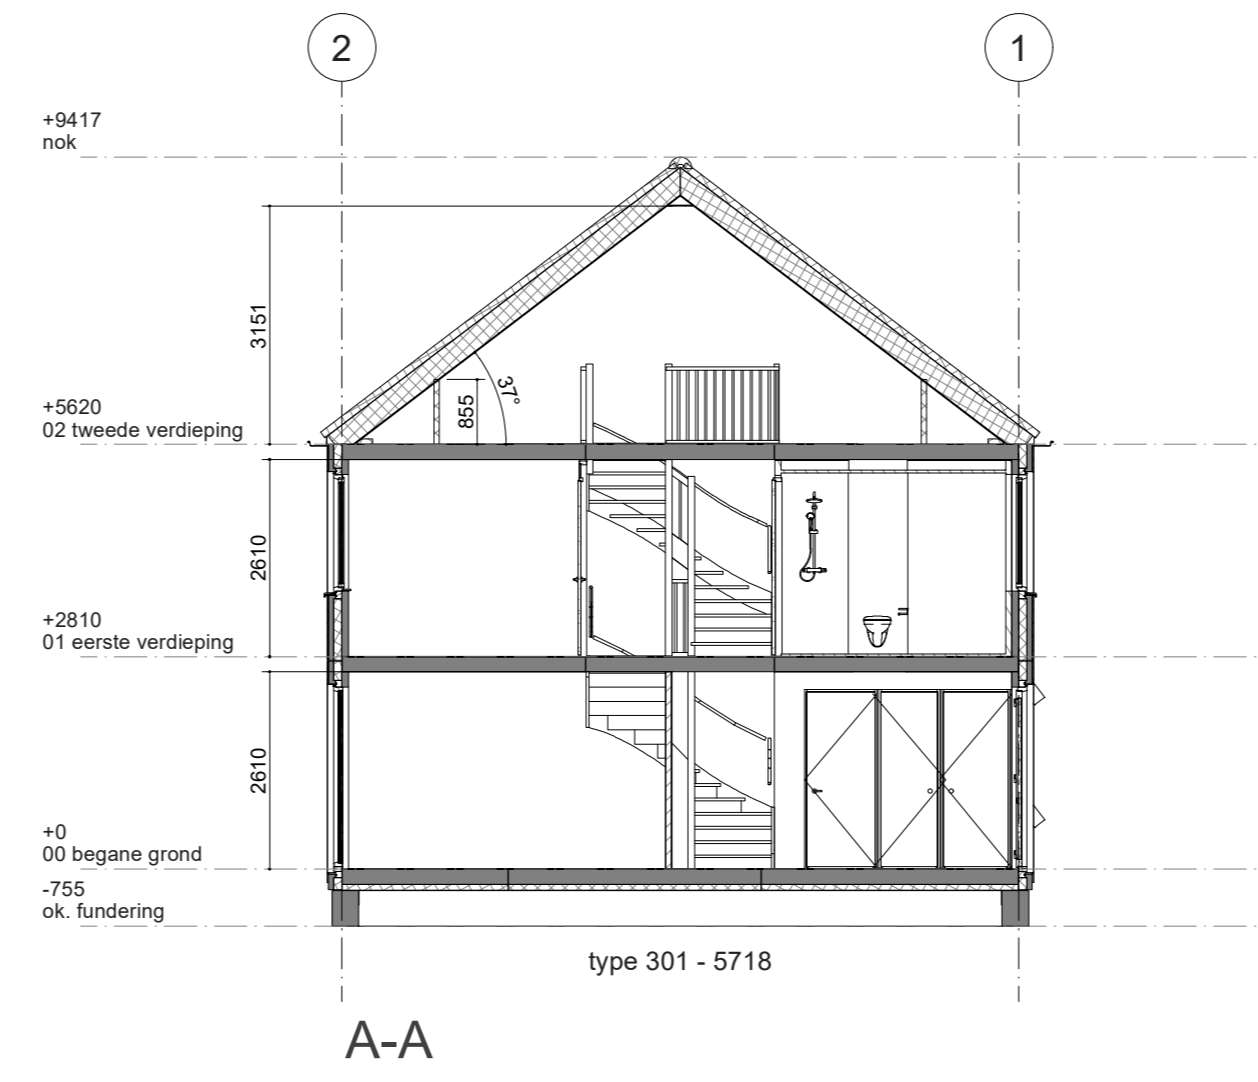 2
1
+9417
nok
3151
37°
855
+5620
02 tweede verdieping
2610
+2810
01 eerste verdieping
2610
+0
00 begane grond
-755
ok. fundering
type 301 - 5718
A-A